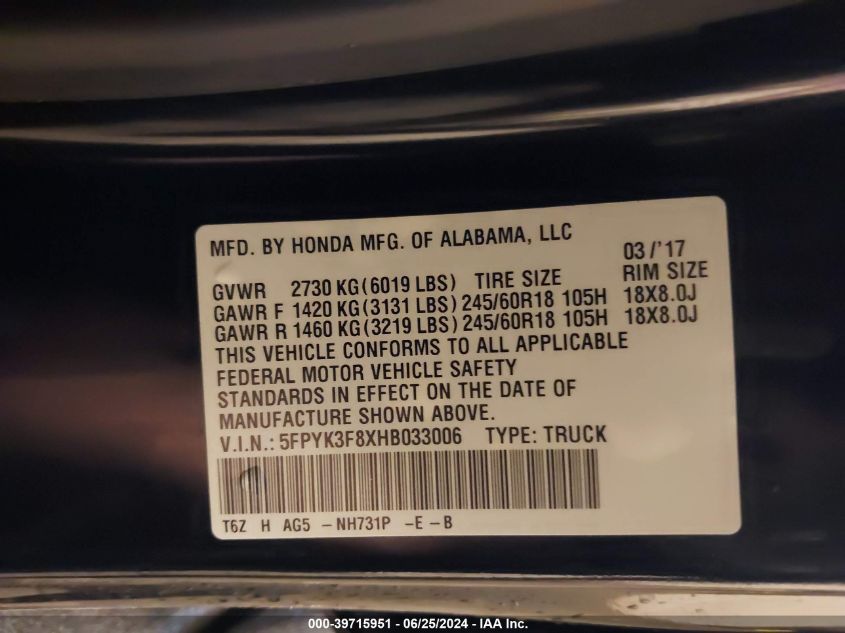 MFD. BY HONDA MFG. OF ALABAMA, LLC 03/'17
GVWR 2730 KG(6019 LBS) TIRE SIZE RIM SIZE
GAWR F 1420 KG(3131 LBS) 245/60R18 105H 18X8.0J
GAWR R 1460 KG(3219 LBS) 245/60R18 105H 18X8.0J
THIS VEHICLE CONFORMS TO ALL APPLICABLE
FEDERAL MOTOR VEHICLE SAFETY
STANDARDS IN EFFECT ON THE DATE OF
MANUFACTURE SHOWN ABOVE.
V.I.N.: 5FPYK3F8XHB033006 TYPE: TRUCK
T6Z H AG5 -NH731P -E-B
000-39715951 - 06/25/2024 - IAA Inc.